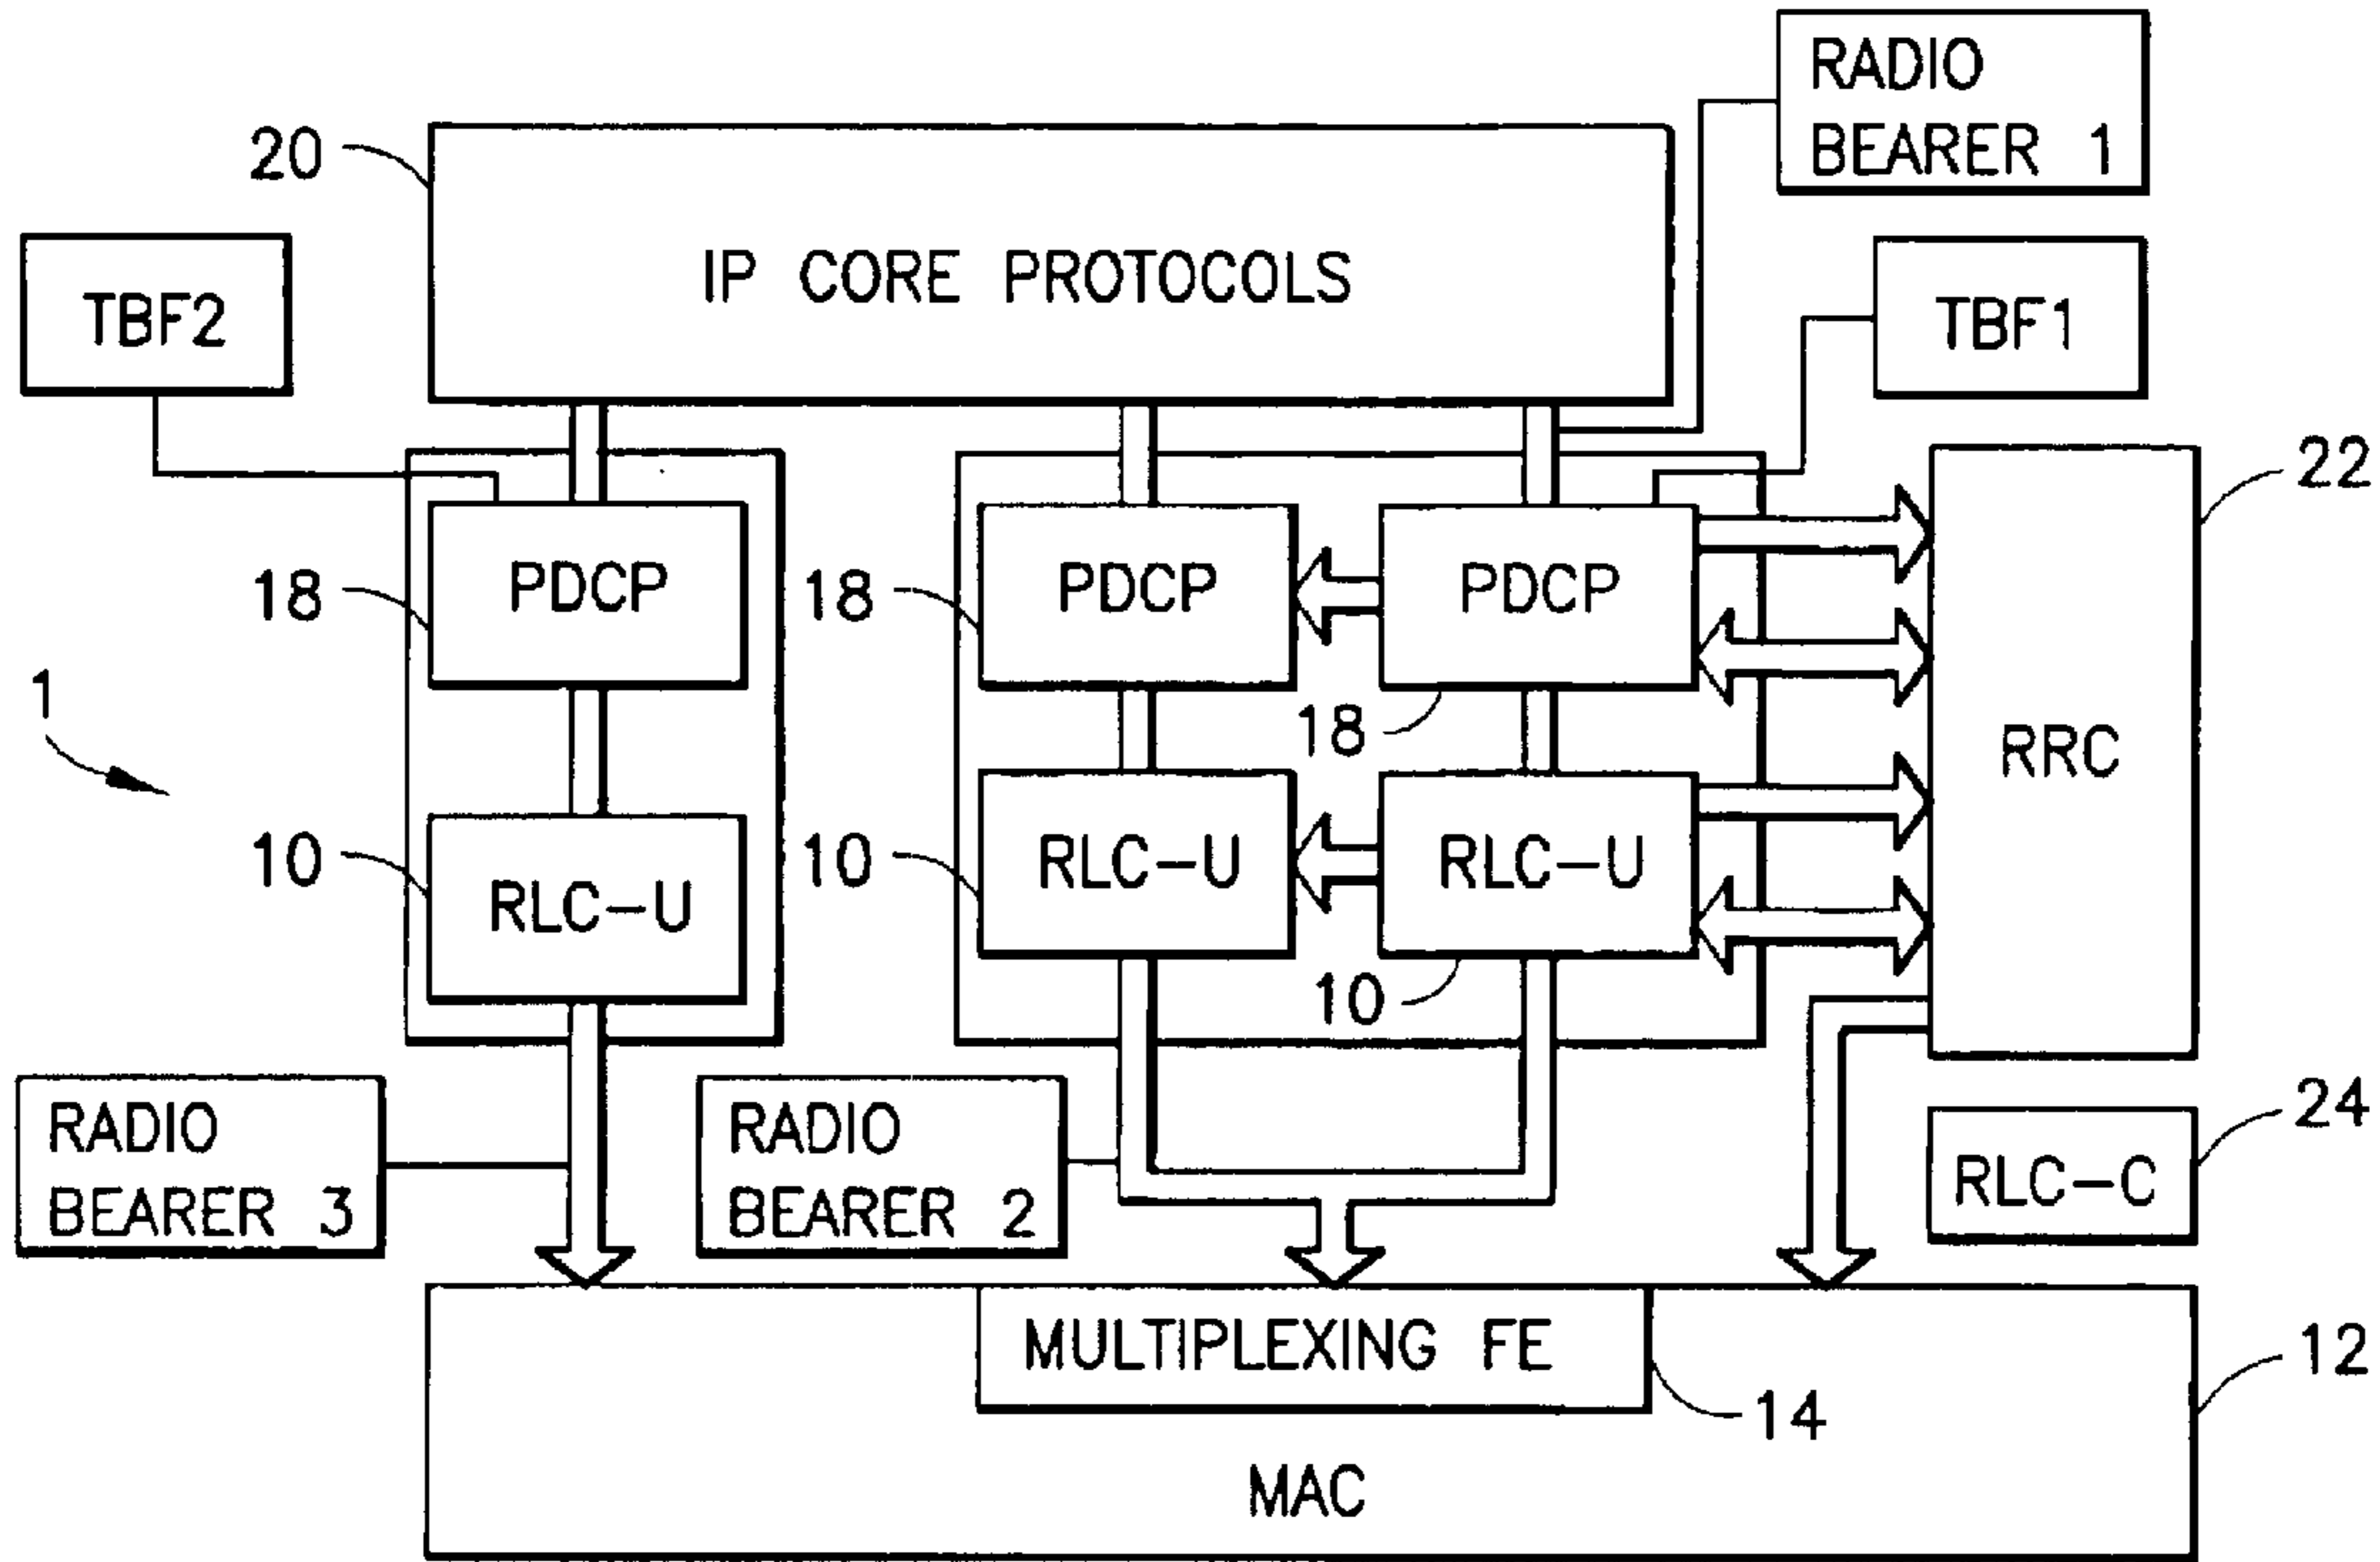 RADIO
BEARER 1
20
IP CORE PROTOCOLS
TBF2
TBF1
22
18
PDCP
18
PDCP
PDCP
18
1
RRC
10
RLC-U
10
RLC-U
RLC-U
10
RADIO
BEARER 3
RADIO
BEARER 2
24
RLC-C
MULTIPLEXING FE
12
14
MAC